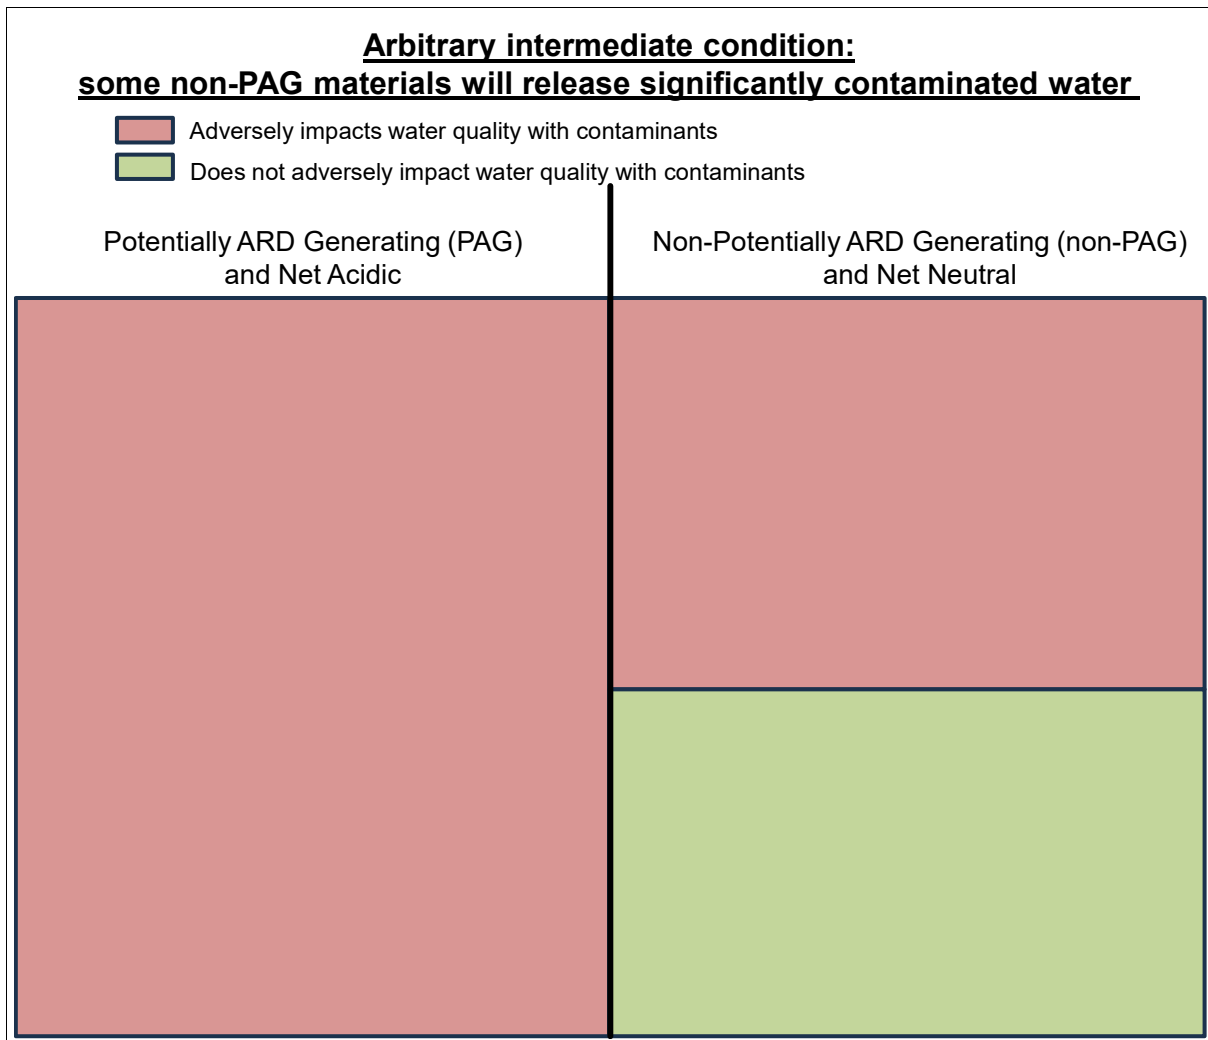 Arbitrary intermediate condition:
some non-PAG materials will release significantly contaminated water
Adversely impacts water quality with contaminants
Does not adversely impact water quality with contaminants
Potentially ARD Generating (PAG)
and Net Acidic
Non-Potentially ARD Generating (non-PAG)
and Net Neutral